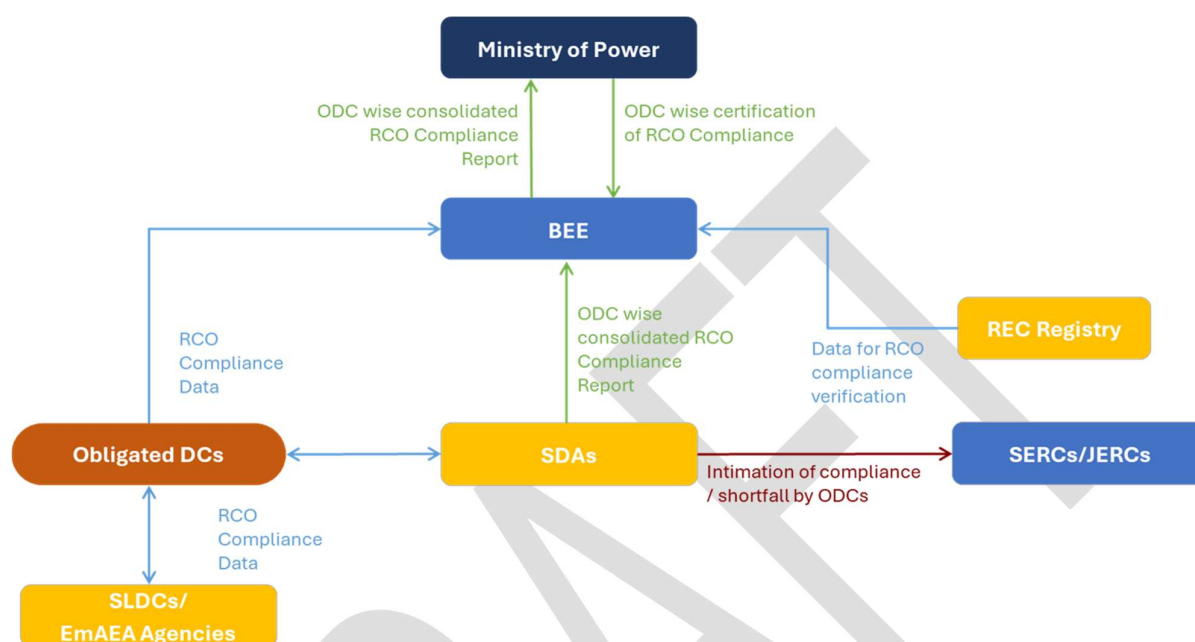 Ministry of Power
ODC wise consolidated
RCO Compliance
Report
ODC wise certification
of RCO Compliance
BEE
RCO
Compliance
Data
ODC wise
consolidated RCO
Compliance
Report
REC Registry
Data for RCO
compliance
verification
Obligated DCs
SDAs
SERCs/JERCs
Intimation of compliance
/ shortfall by ODCs
RCO
Compliance
Data
SLDCs/
EmAEA Agencies